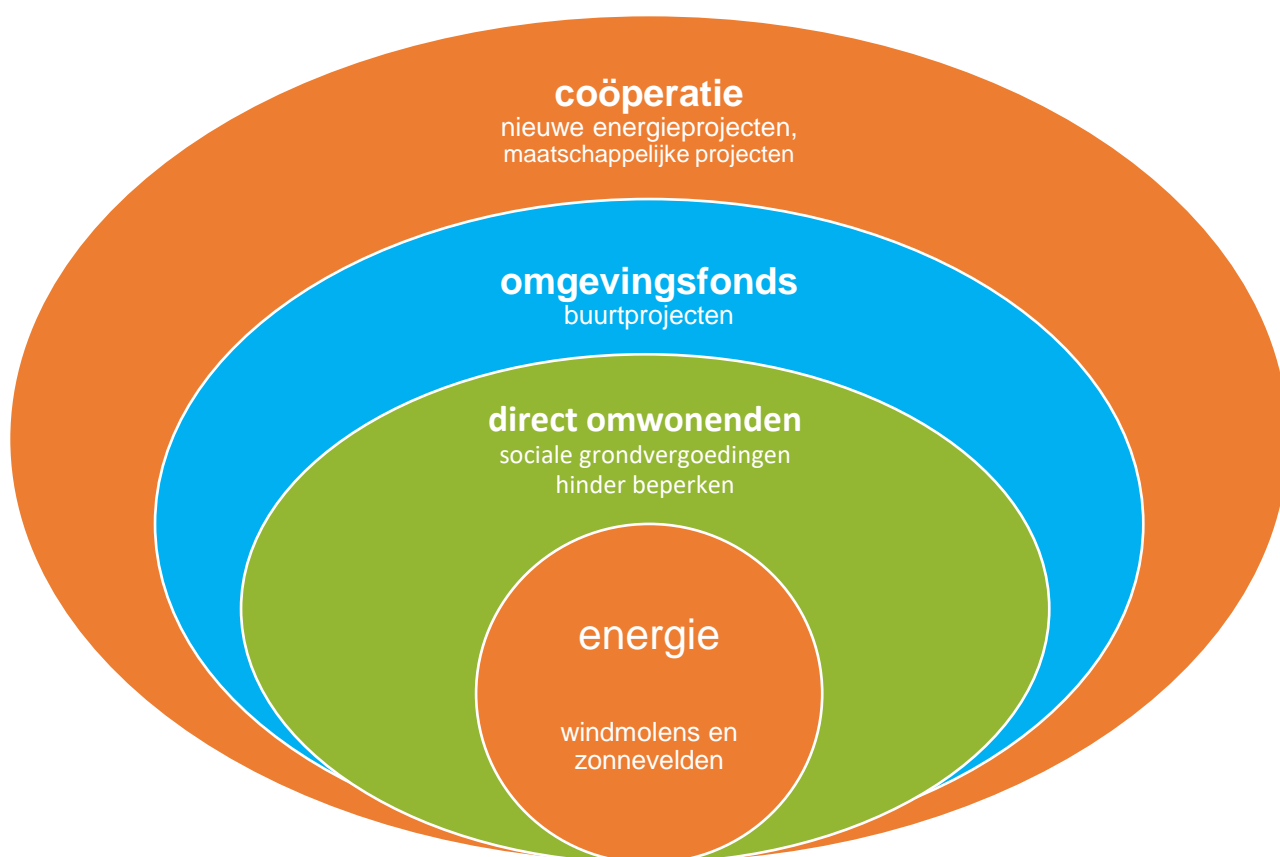 coöperatie
nieuwe energieprojecten,
maatschappelijke projecten
omgevingsfonds
buurtprojecten
direct omwonenden
sociale grondvergoedingen
hinder beperken
energie
windmolens en
zonnevelden